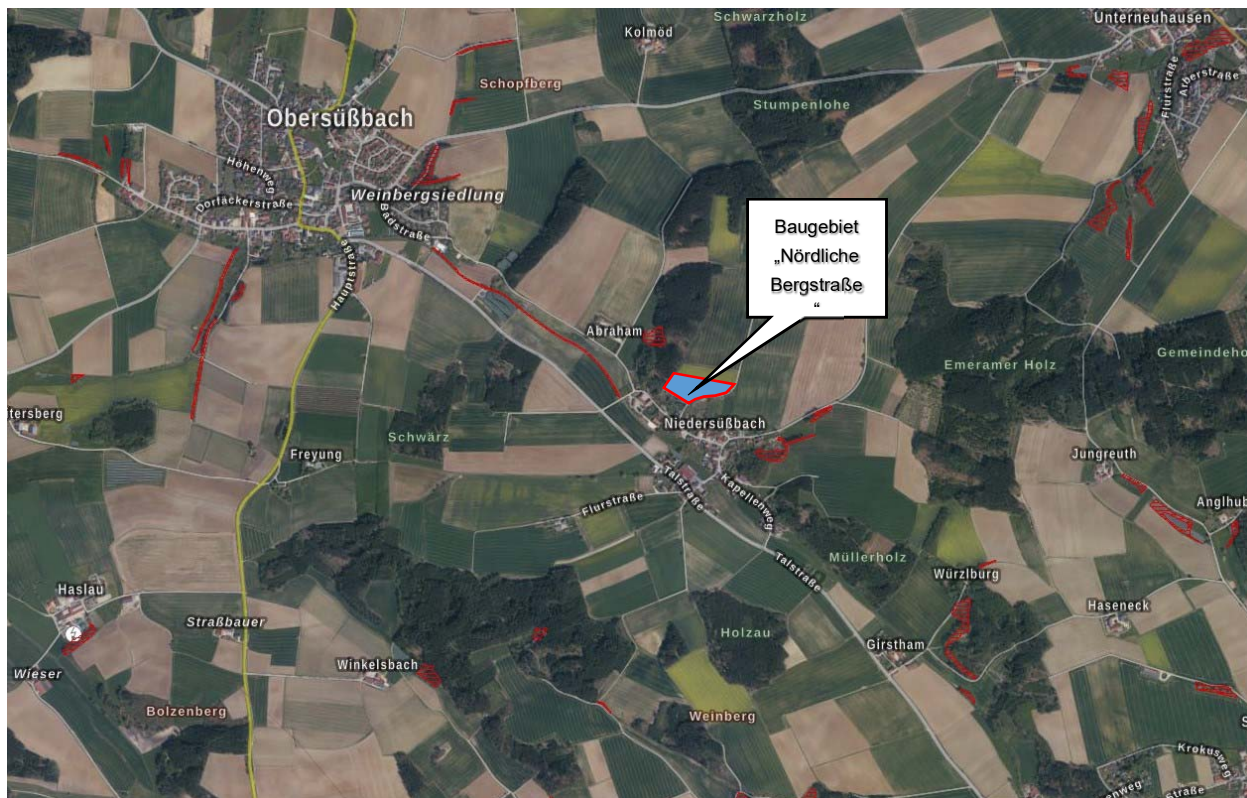 Schwarzholz
Unterneuhausen
Kolmöd
Schopfberg
Arberstraße
Flurstraße
Stumpenlohe
Obersüßbach
Höhenweg
Weinbergsiedlung
Dorfäckerstraße
Badstraße
Baugebiet
„Nördliche
Bergstraße
“
Hauptstraße
Abraham
Emeramer Holz
Gemeindeho
itersberg
Niedersüßbach
Schwärz
Freyung
Jungreuth
Talstraße
Kapellenweg
Flurstraße
Anglhub
Müllerholz
Talstraße
Würzlburg
Haslau
Haseneck
Straßbauer
Holzau
Girstham
Winkelsbach
Wieser
Bolzenberg
Weinberg
S
Krokusweg
enweg
Straße